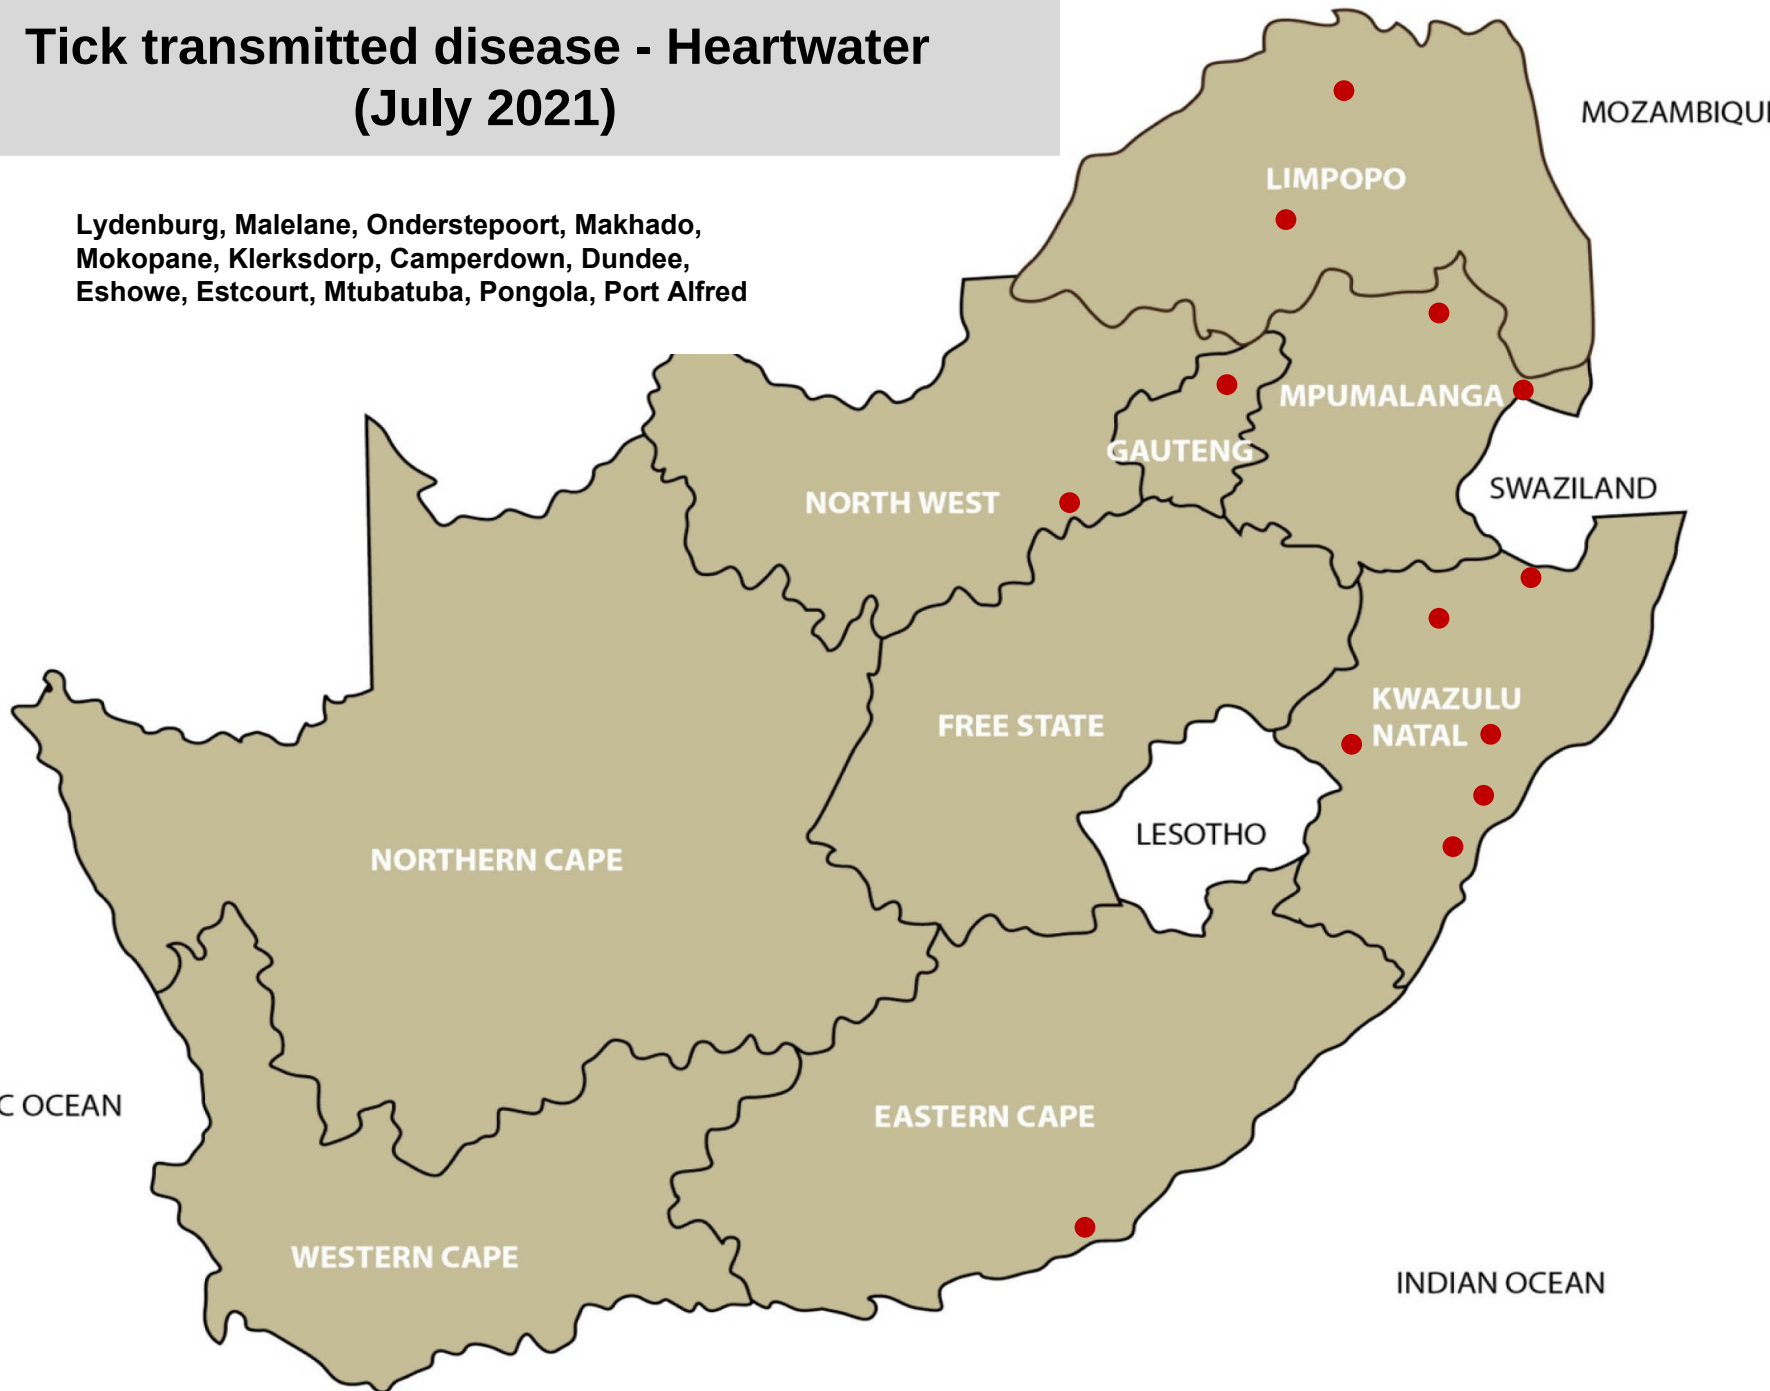 Tick transmitted disease - Heartwater
(July 2021)
MOZAMBIQU
LIMPOPO
Lydenburg, Malelane, Onderstepoort, Makhado,
Mokopane, Klerksdorp, Camperdown, Dundee,
Eshowe, Estcourt, Mtubatuba, Pongola, Port Alfred
MPUMALANGA
GAUTENG
NORTH WEST
SWAZILAND
KWAZULU
NATAL
FREE STATE
LESOTHO
NORTHERN CAPE
C OCEAN
EASTERN CAPE
WESTERN CAPE
INDIAN OCEAN